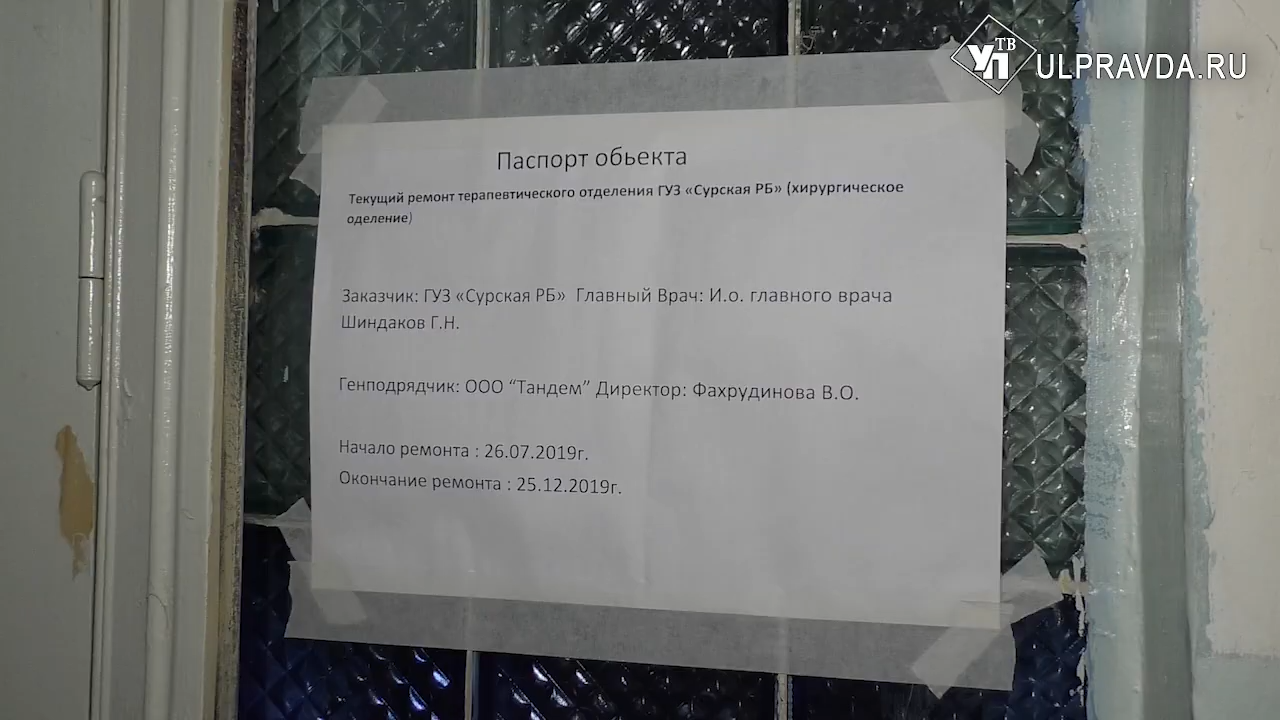 УП ТВ ULPRAVDA.RU
Паспорт обьекта
Текущий ремонт терапевтического отделения ГУЗ «Сурская РБ» (хирургическое
оделение)
Заказчик: ГУЗ «Сурская РБ» Главный Врач: И.о. главного врача
Шиндаков Г.Н.
Генподрядчик: ООО “Тандем” Директор: Фахрудинова В.О.
Начало ремонта : 26.07.2019г.
Окончание ремонта : 25.12.2019г.